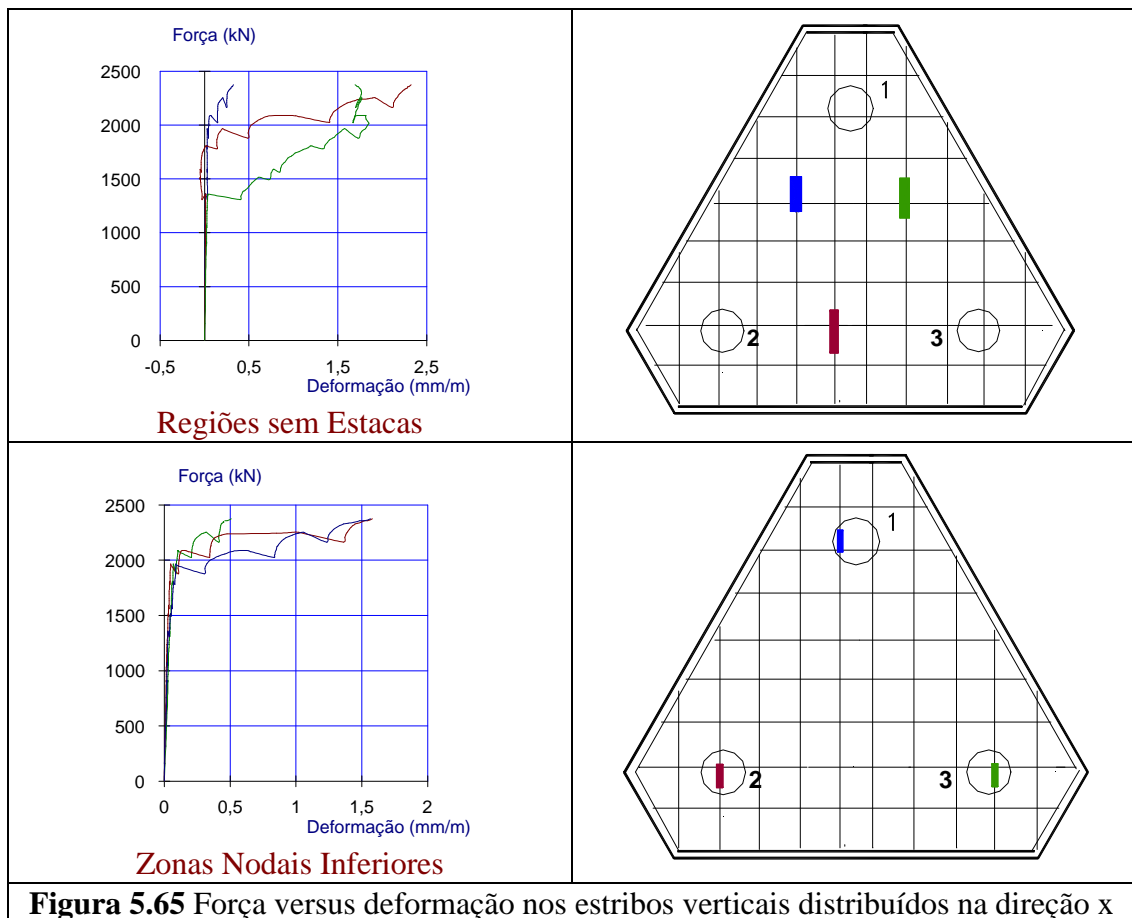 Força (kN)
2500
2000
1500
1000
500
0
-0,5 0,5 1,5 2,5
Deformação (mm/m)
Regiões sem Estacas
1
2 3
Força (kN)
2500
2000
1500
1000
500
0
0 0,5 1 1,5 2
Deformação (mm/m)
Zonas Nodais Inferiores
1
2 3
Figura 5.65 Força versus deformação nos estribos verticais distribuídos na direção x